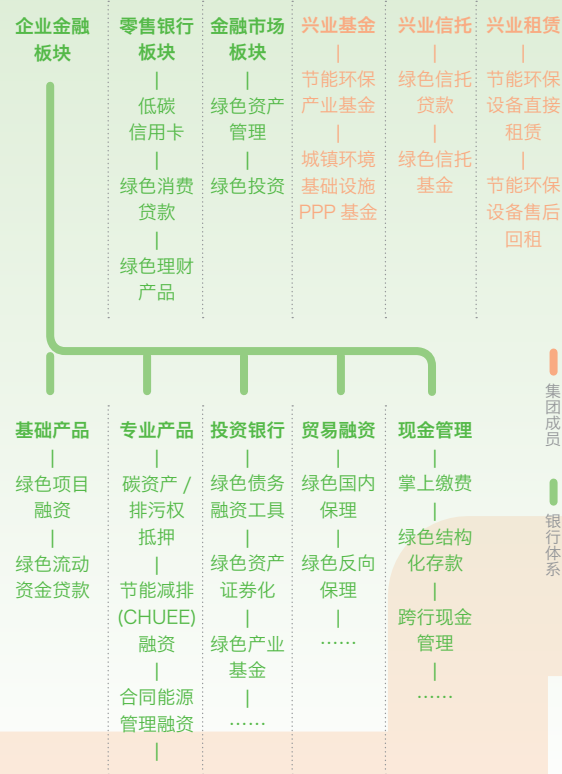 企业金融
板块
零售银行
板块
|
低碳
信用卡
|
绿色消费
贷款
|
绿色理财
产品
金融市场
板块
|
绿色资产
管理
|
绿色投资
兴业基金
|
节能环保
产业基金
|
城镇环境
基础设施
PPP 基金
兴业信托
|
绿色信托
贷款
|
绿色信托
基金
兴业租赁
|
节能环保
设备直接
租赁
|
节能环保
设备售后
回租
基础产品
|
绿色项目
融资
|
绿色流动
资金贷款
专业产品
|
碳资产 /
排污权
抵押
|
节能减排
(CHUEE)
融资
|
合同能源
管理融资
|
投资银行
|
绿色债务
融资工具
|
绿色资产
证券化
|
绿色产业
基金
|
……
贸易融资
|
绿色国内
保理
|
绿色反向
保理
|
……
现金管理
|
掌上缴费
|
绿色结构
化存款
|
跨行现金
管理
|
……
集团成员
银行体系